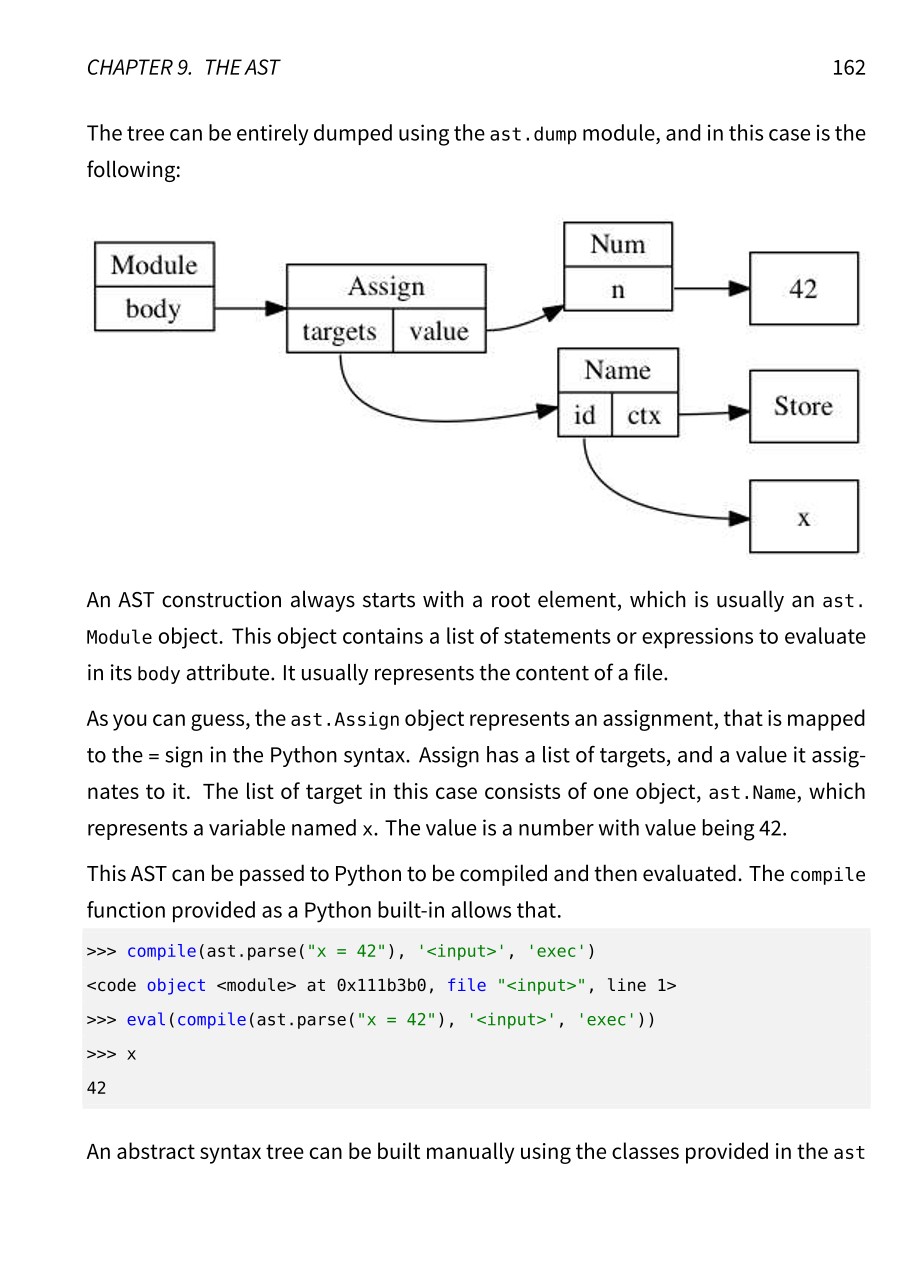 CHAPTER 9. THE AST 162
The tree can be entirely dumped using the ast.dump module, and in this case is the
following:
Module
body
Assign
targets value
Num
n
42
Name
id ctx
Store
x
An AST construction always starts with a root element, which is usually an ast.
Module object. This object contains a list of statements or expressions to evaluate
in its body attribute. It usually represents the content of a file.
As you can guess, the ast.Assign object represents an assignment, that is mapped
to the = sign in the Python syntax. Assign has a list of targets, and a value it assig-
nates to it. The list of target in this case consists of one object, ast.Name, which
represents a variable named x. The value is a number with value being 42.
This AST can be passed to Python to be compiled and then evaluated. The compile
function provided as a Python built-in allows that.
>>> compile(ast.parse("x = 42"), '<input>', 'exec')
<code object <module> at 0x111b3b0, file "<input>", line 1>
>>> eval(compile(ast.parse("x = 42"), '<input>', 'exec'))
>>> x
42
An abstract syntax tree can be built manually using the classes provided in the ast